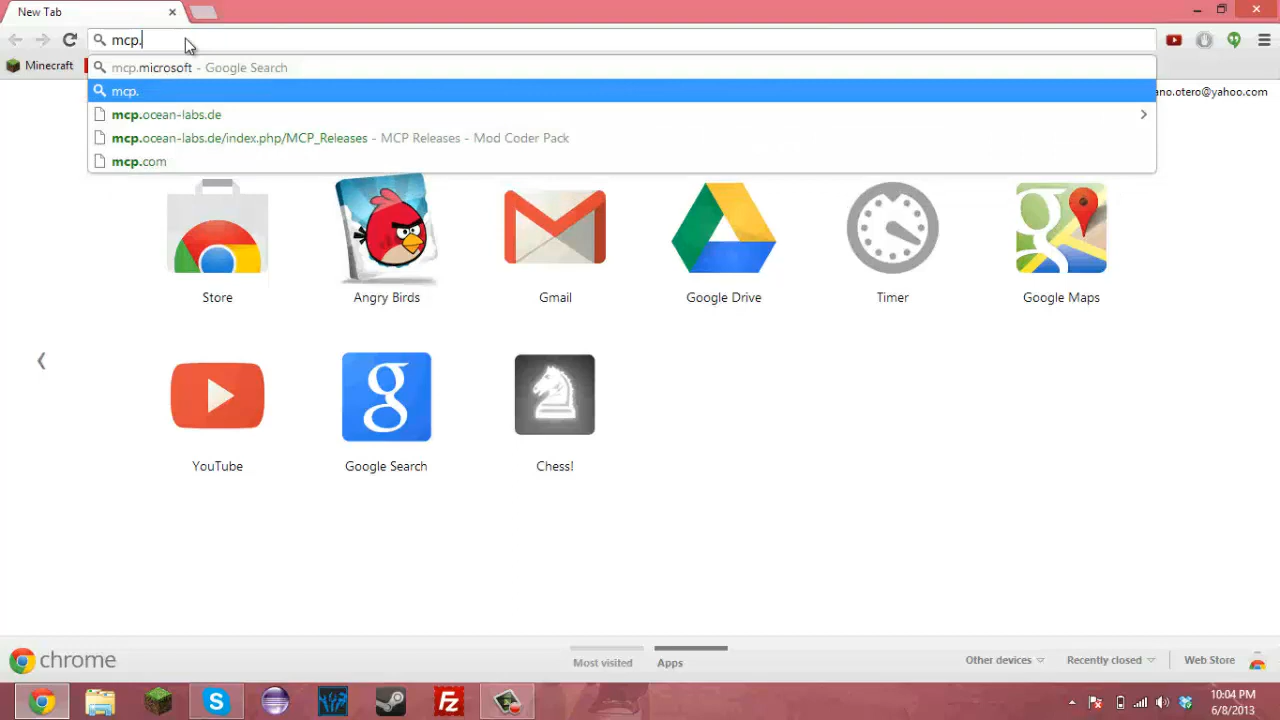 New Tab
mcp.
Minecraft
mcp.microsoft - Google Search
mcp.
ano.otero@yahoo.com
mcp.ocean-labs.de
mcp.ocean-labs.de/index.php/MCP_Releases - MCP Releases - Mod Coder Pack
mcp.com
Store
Angry Birds
Gmail
Google Drive
Timer
Google Maps
YouTube
Google Search
Chess!
chrome
Most visited
Apps
Other devices
Recently closed
Web Store
10:04 PM
6/8/2013